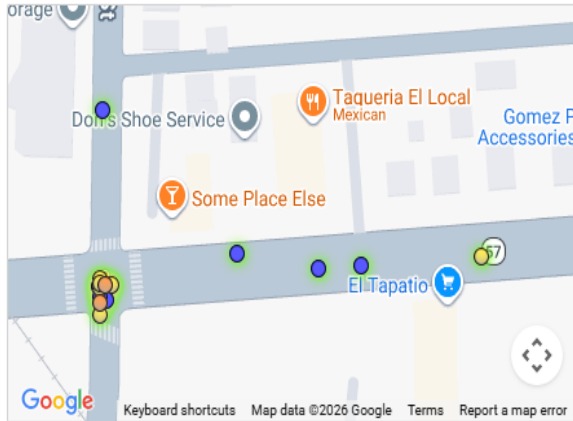 orage
Don's Shoe Service
Taqueria El Local
Mexican
Gomez P
Accessories
Some Place Else
57
El Tapatio
Google
Keyboard shortcuts Map data ©2026 Google Terms Report a map error